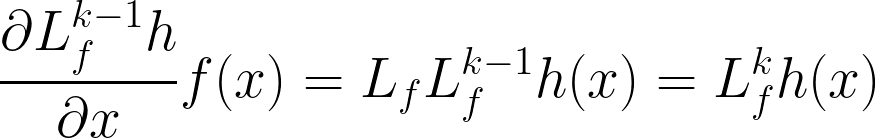 \frac{\partial L_f^{k-1} h}{\partial x} f(x) = L_f L_f^{k-1} h(x) = L_f^k h(x)